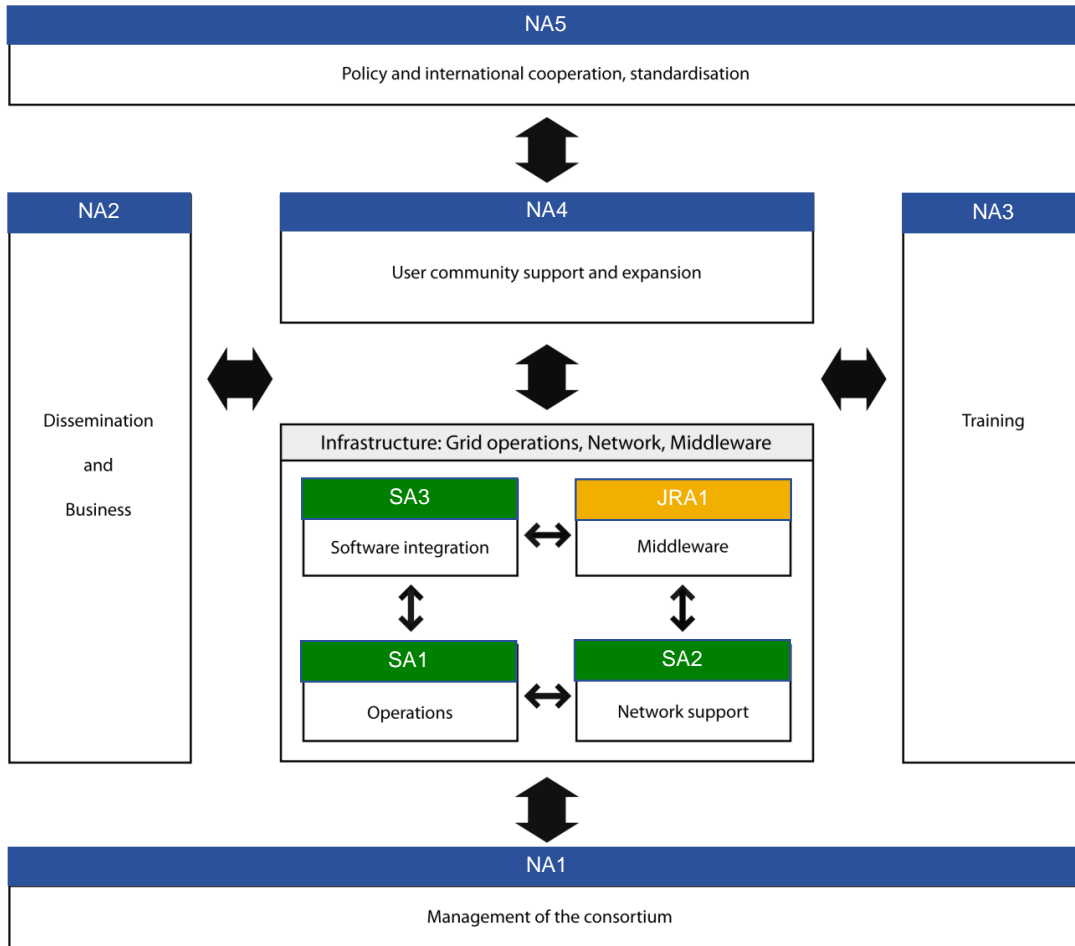 NA5
Policy and international cooperation, standardisation
NA2
Dissemination
and
Business
NA4
User community support and expansion
NA3
Training
Infrastructure: Grid operations, Network, Middleware
SA3
Software integration
JRA1
Middleware
SA1
Operations
SA2
Network support
NA1
Management of the consortium